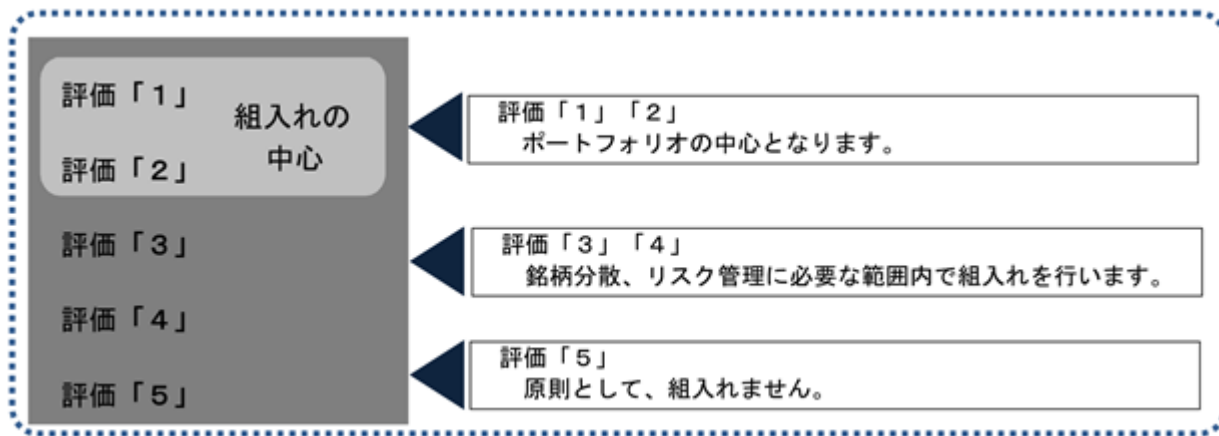 評価「１」
組入れの
中心
評価「２」
評価「３」
評価「４」
評価「５」
評価「１」「２」
ポートフォリオの中心となります。
評価「３」「４」
銘柄分散、リスク管理に必要な範囲内で組入れを行います。
評価「５」
原則として、組入れません。